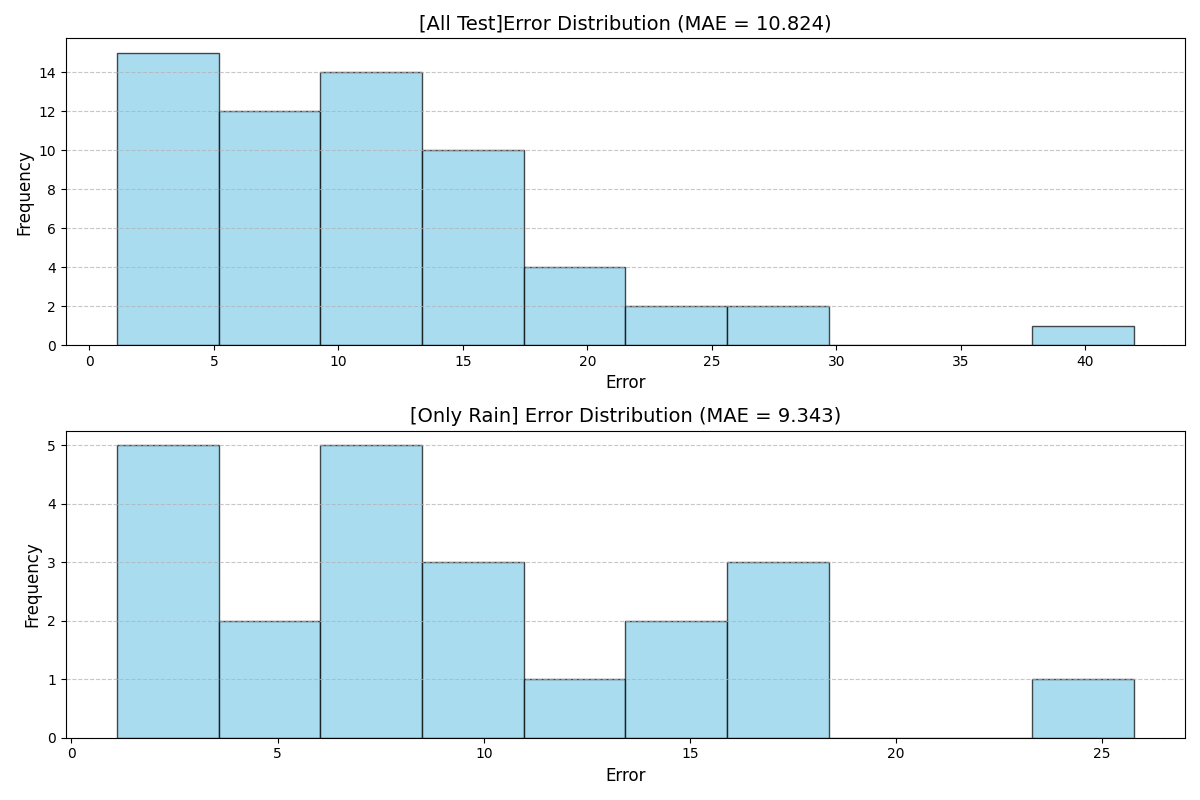 [All Test]Error Distribution (MAE = 10.824)
Frequency
14
12
10
8
6
4
2
0
0 5 10 15 20 25 30 35 40
Error
[Only Rain] Error Distribution (MAE = 9.343)
Frequency
5
4
3
2
1
0
0 5 10 15 20 25
Error